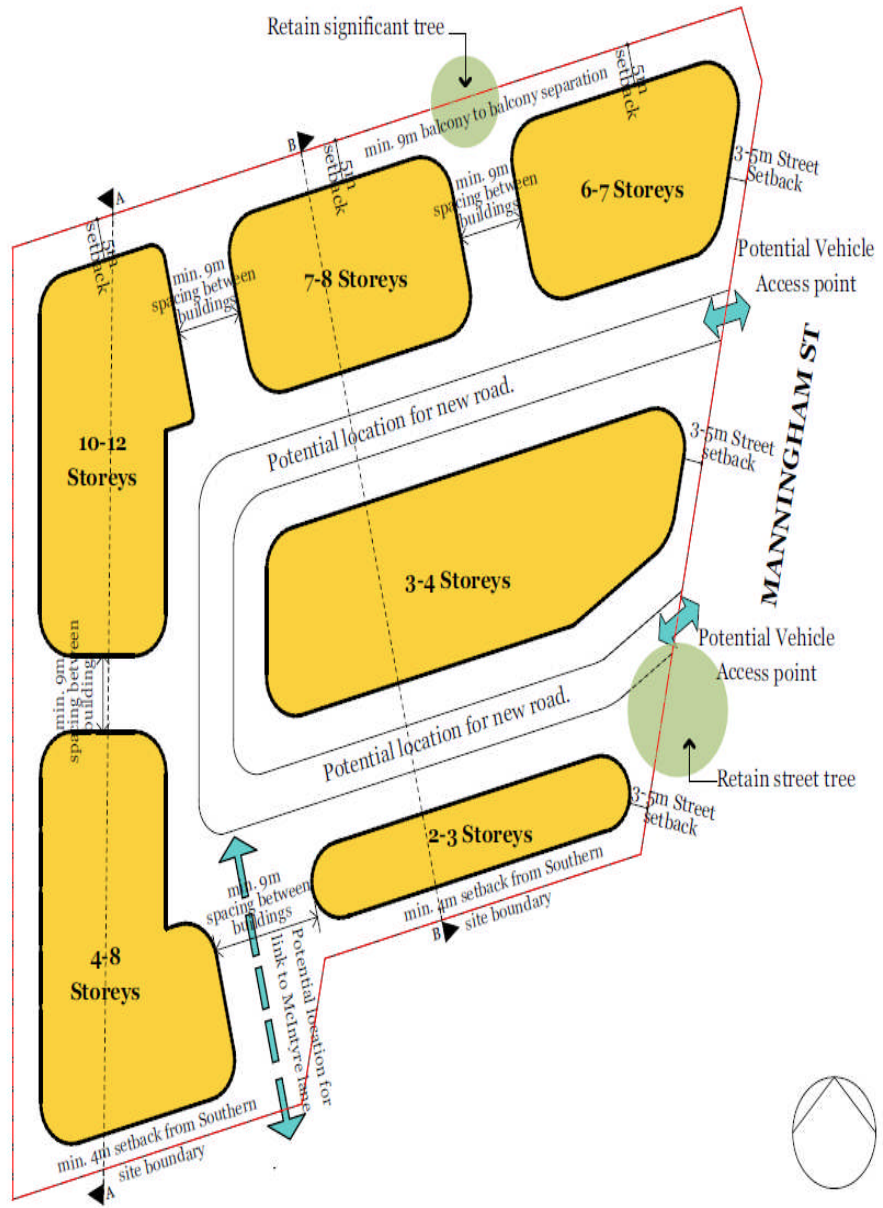 Retain significant tree
5m
setback
min. 9m balcony to balcony separation
B
5m
setback
3-5m Street
Setback
min. 9m
spacing between
buildings
6-7 Storeys
A
5m
setback
Potential Vehicle
Access point
min. 9m
spacing between
buildings
7-8 Storeys
MANNINGHAM ST
Potential location for new road.
3-5m Street
setback
10-12
Storeys
3-4 Storeys
Potential Vehicle
Access point
min. 9m
spacing between
building
Potential location for new road.
Retain street tree
3-5m Street
setback
2-3 Storeys
min. 9m
spacing between
buildings
min. 4m setback from Southern
site boundary
B
Potential location for
link to McIntyre lane
4-8
Storeys
min. 4m setback from Southern
site boundary
A